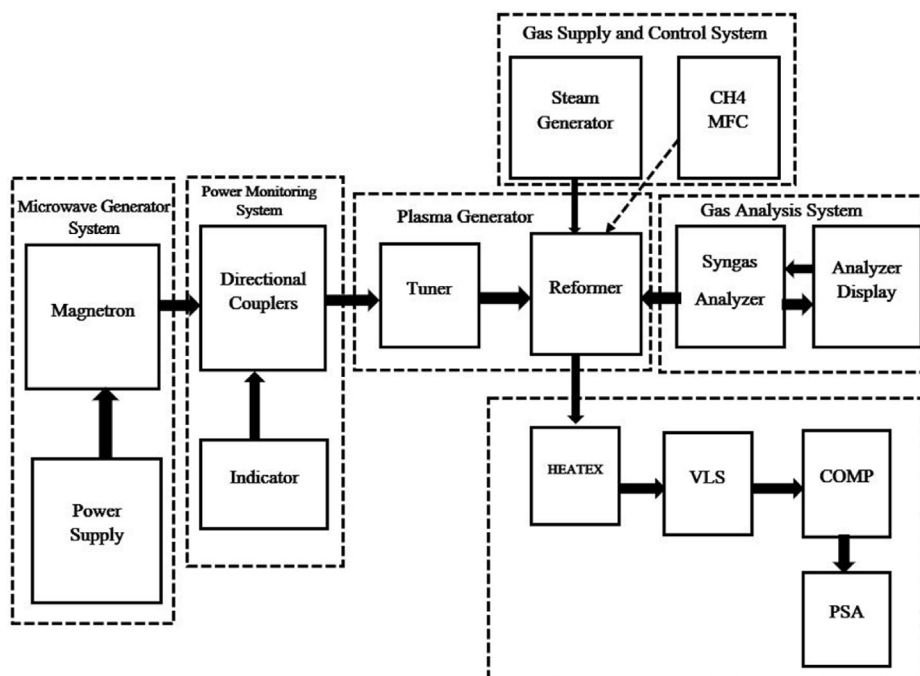 Gas Supply and Control System
Steam
Generator
CH4
MFC
Microwave Generator
System
Magnetron
Power
Supply
Power Monitoring
System
Directional
Couplers
Indicator
Plasma Generator
Tuner
Reformer
Gas Analysis System
Syngas
Analyzer
Analyzer
Display
HEATEX
VLS
COMP
PSA